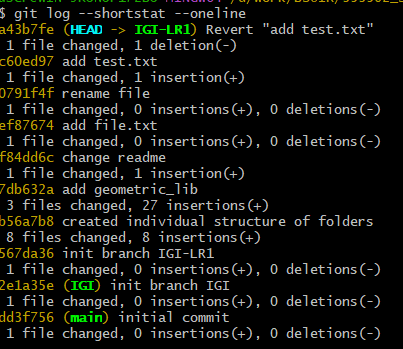 $ git log --shortstat --oneline
a43b7fe (HEAD -> IGI-LR1) Revert "add test.txt"
1 file changed, 1 deletion(-)
c60ed97 add test.txt
1 file changed, 1 insertion(+)
0791f4f rename file
1 file changed, 0 insertions(+), 0 deletions(-)
ef87674 add file.txt
1 file changed, 0 insertions(+), 0 deletions(-)
f84dd6c change readme
1 file changed, 1 insertion(+)
7db632a add geometric_lib
3 files changed, 27 insertions(+)
b56a7b8 created individual structure of folders
8 files changed, 8 insertions(+)
567da36 init branch IGI-LR1
1 file changed, 0 insertions(+), 0 deletions(-)
2e1a35e (IGI) init branch IGI
1 file changed, 0 insertions(+), 0 deletions(-)
dd3f756 (main) initial commit
1 file changed, 0 insertions(+), 0 deletions(-)